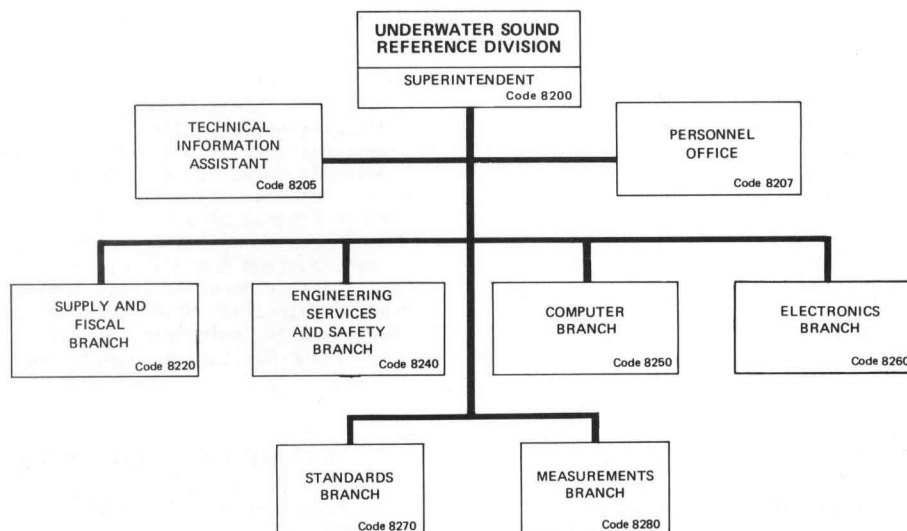 UNDERWATER SOUND
REFERENCE DIVISION
SUPERINTENDENT
Code 8200
TECHNICAL
INFORMATION
ASSISTANT
Code 8205
PERSONNEL
OFFICE
Code 8207
SUPPLY AND
FISCAL
BRANCH
Code 8220
ENGINEERING
SERVICES
AND SAFETY
BRANCH
Code 8240
COMPUTER
BRANCH
Code 8250
ELECTRONICS
BRANCH
Code 8260
STANDARDS
BRANCH
Code 8270
MEASUREMENTS
BRANCH
Code 8280